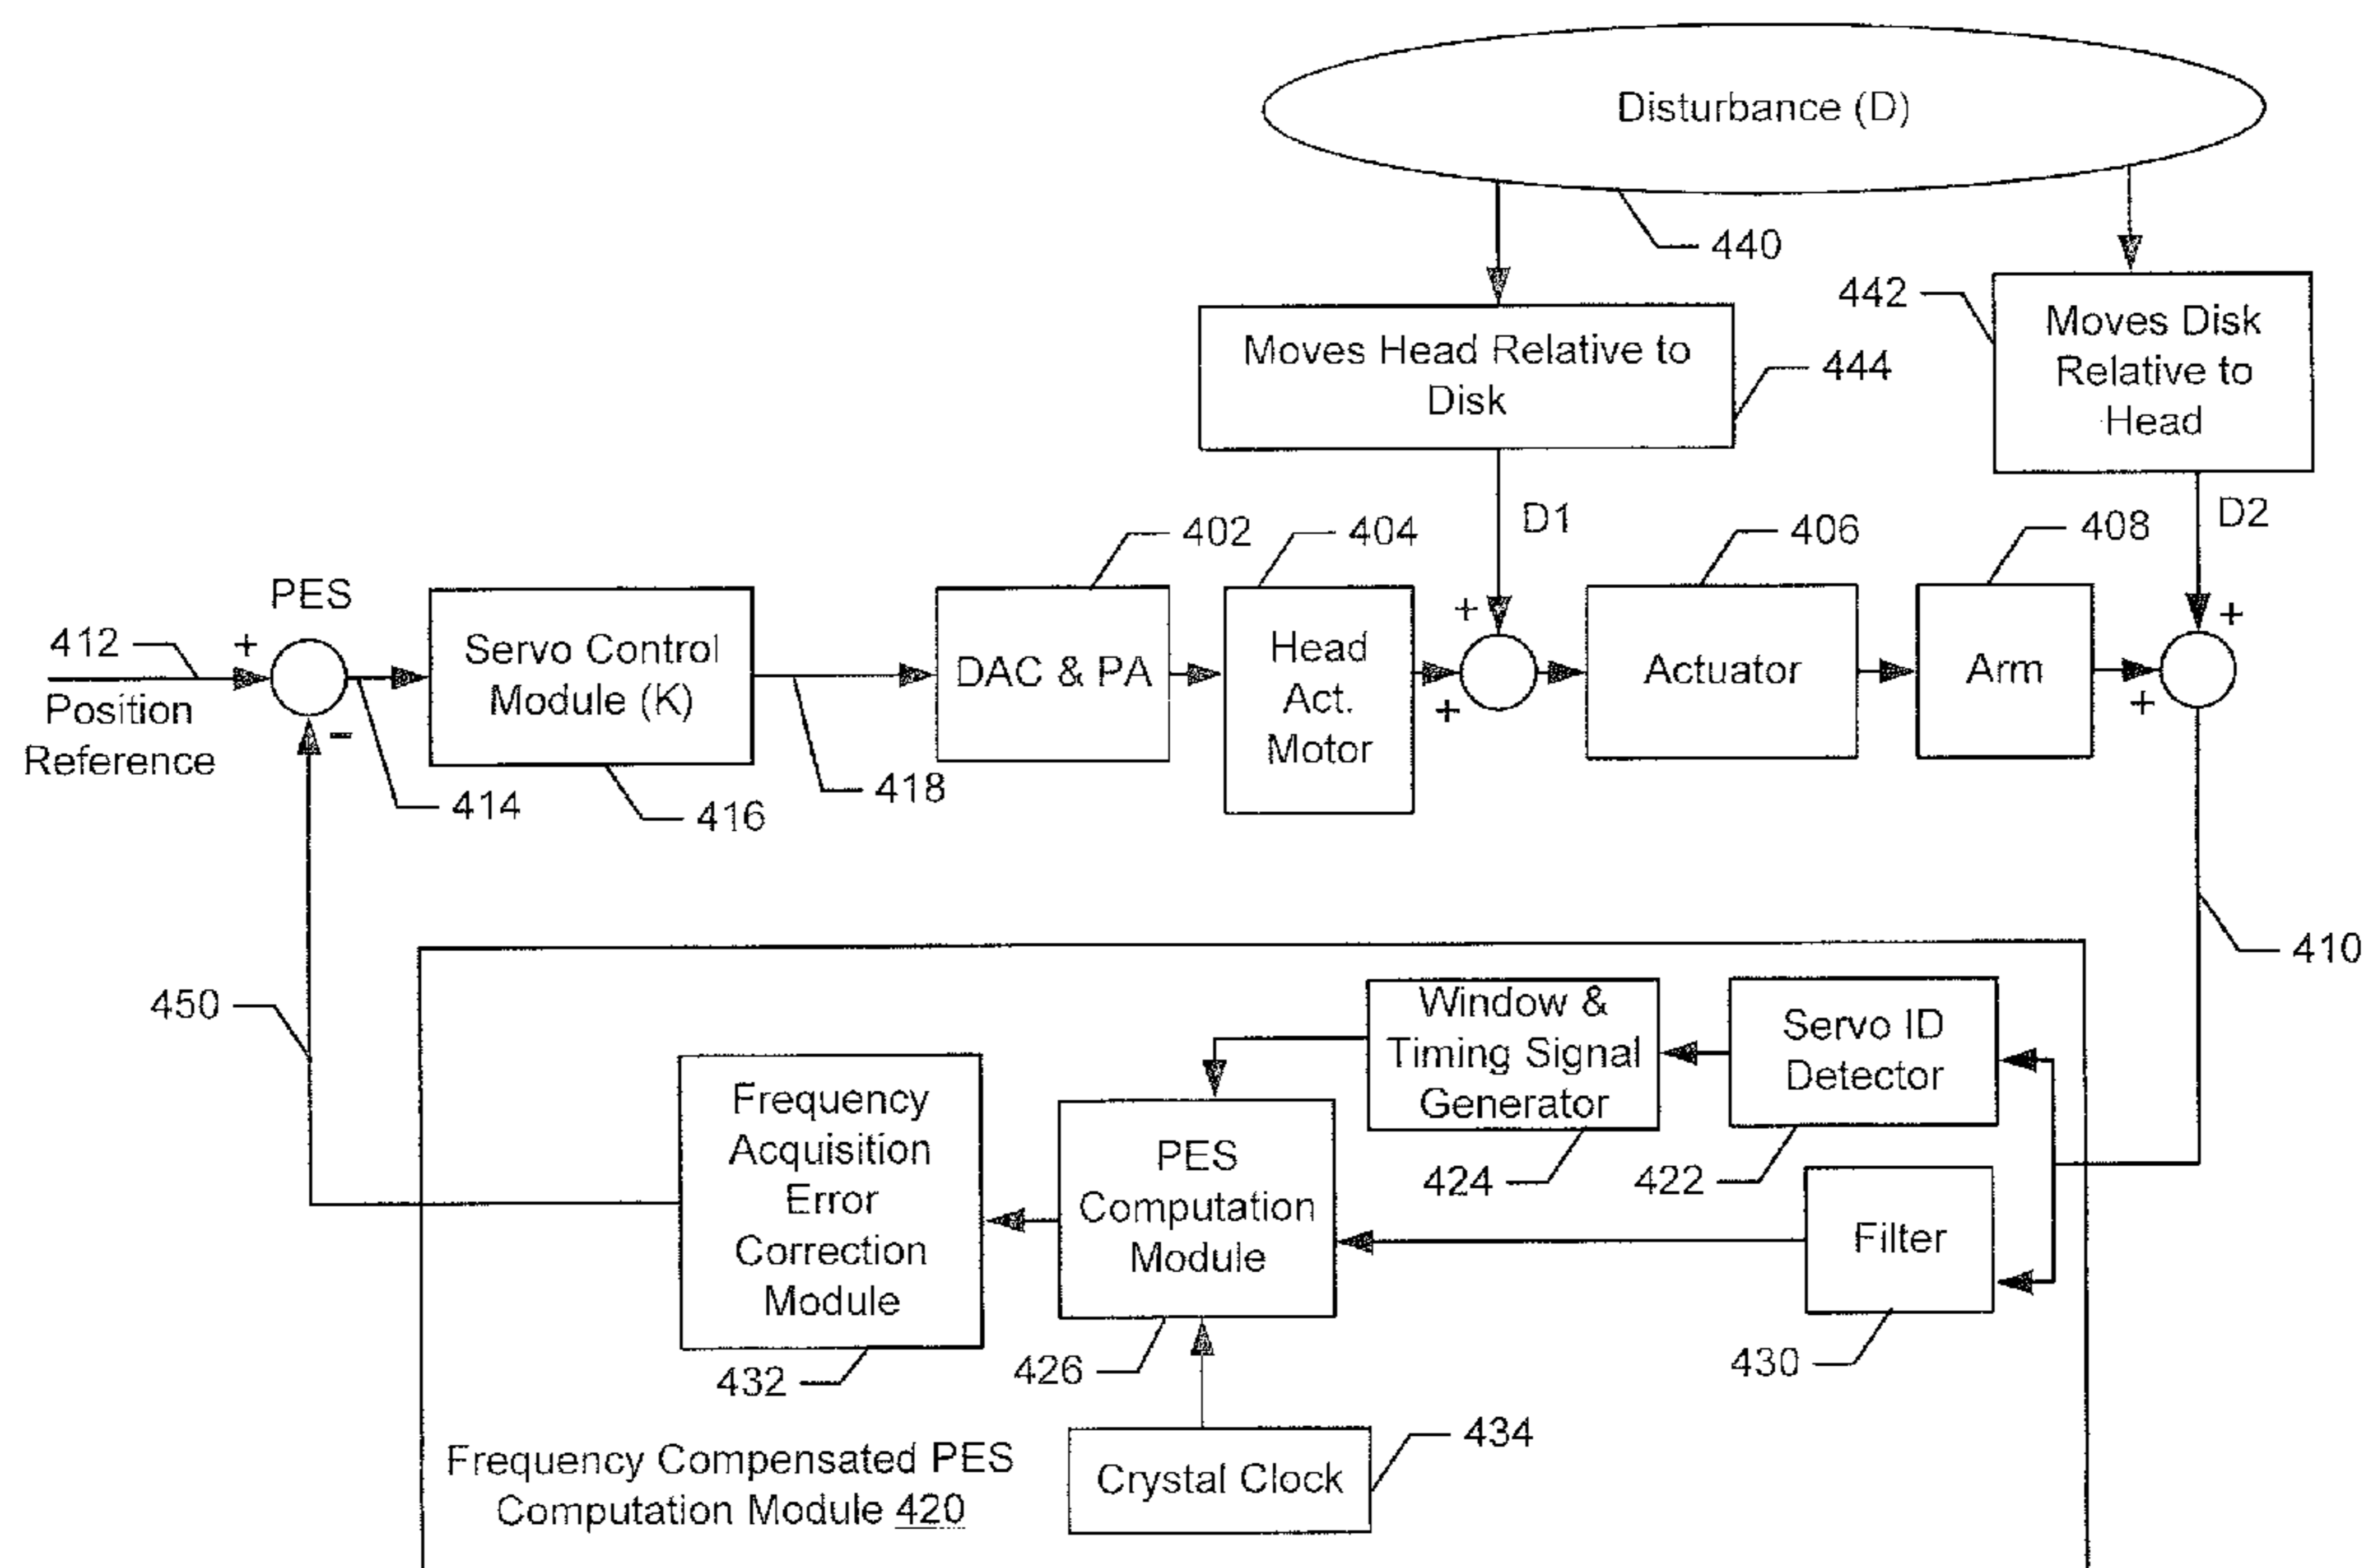 Disturbance (D)
440
442
Moves Head Relative to
Disk
444
Moves Disk
Relative to
Head
D1
D2
402
404
406
408
PES
412
+
Position
Reference
-
414
Servo Control
Module (K)
416
418
DAC & PA
Head
Act.
Motor
+
+
Actuator
Arm
+
+
410
450
Window &
Timing Signal
Generator
424
Servo ID
Detector
422
Frequency
Acquisition
Error
Correction
Module
432
PES
Computation
Module
426
Filter
430
Crystal Clock
434
Frequency Compensated PES
Computation Module 420